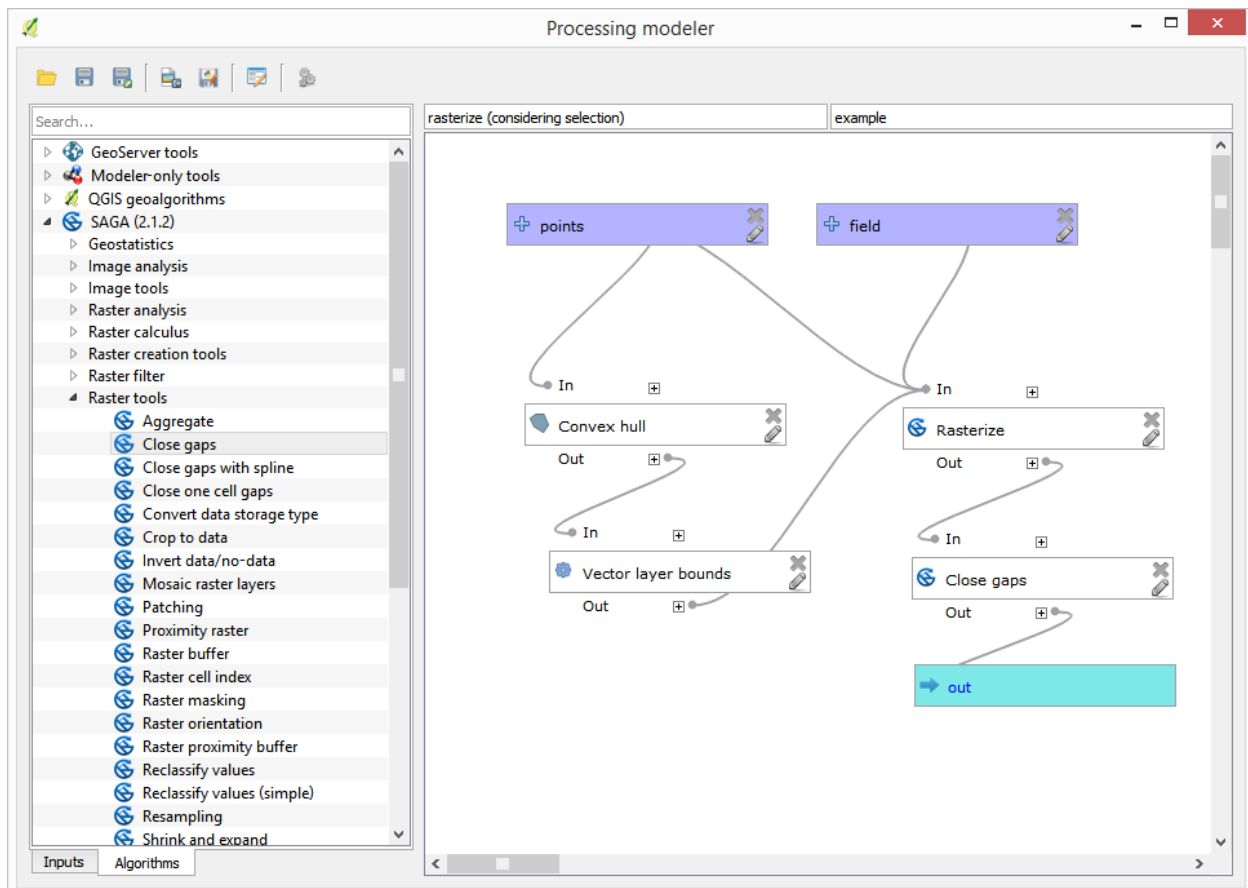 Processing modeler
Search...
rasterize (considering selection)
example
GeoServer tools
Modeler-only tools
QGIS geoalgorithms
SAGA (2.1.2)
Geostatistics
Image analysis
Image tools
Raster analysis
Raster calculus
Raster creation tools
Raster filter
Raster tools
Aggregate
Close gaps
Close gaps with spline
Close one cell gaps
Convert data storage type
Crop to data
Invert data/no-data
Mosaic raster layers
Patching
Proximity raster
Raster buffer
Raster cell index
Raster masking
Raster orientation
Raster proximity buffer
Reclassify values
Reclassify values (simple)
Resampling
Shrink and expand
Inputs
Algorithms
points
field
In
Convex hull
Out
In
Vector layer bounds
Out
In
Rasterize
Out
In
Close gaps
Out
out